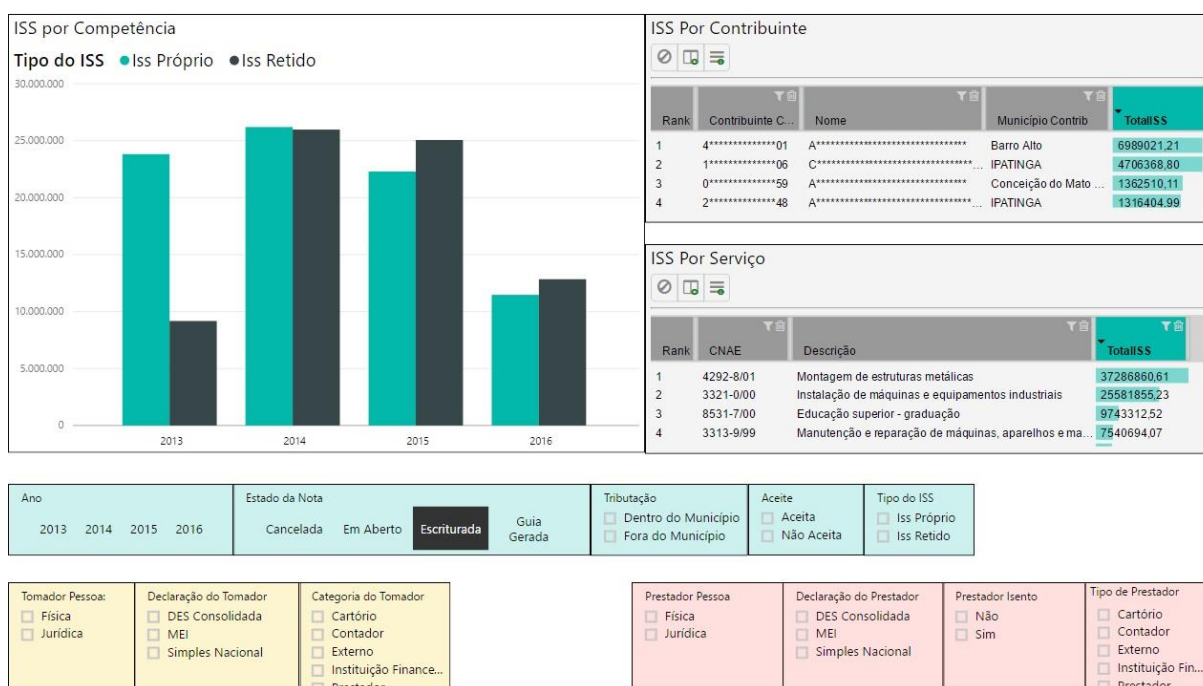 ISS por Competência
Tipo do ISS Iss Próprio Iss Retido
30.000.000
25.000.000
20.000.000
15.000.000
10.000.000
5.000.000
0
2013 2014 2015 2016
ISS Por Contribuinte
Rank Contribuinte C... Nome Município Contrib TotalISS
1 4**************01 A******************************** Barro Alto 6989021,21
2 1**************06 C*********************************... IPATINGA 4706368,80
3 0**************59 A******************************** Conceição do Mato ... 1362510,11
4 2**************48 A*********************************... IPATINGA 1316404,99
ISS Por Serviço
Rank CNAE Descrição TotalISS
1 4292-8/01 Montagem de estruturas metálicas 37286860,61
2 3321-0/00 Instalação de máquinas e equipamentos industriais 25581855,23
3 8531-7/00 Educação superior - graduação 9743312,52
4 3313-9/99 Manutenção e reparação de máquinas, aparelhos e ma... 7540694,07
Ano
2013 2014 2015 2016
Estado da Nota
Cancelada Em Aberto Escriturada Guia Gerada
Tributação
Dentro do Município
Fora do Município
Aceite
Aceita
Não Aceita
Tipo do ISS
Iss Próprio
Iss Retido
Tomador Pessoa:
Física
Jurídica
Declaração do Tomador
DES Consolidada
MEI
Simples Nacional
Categoria do Tomador
Cartório
Contador
Externo
Instituição Finance...
Prestador
Prestador Pessoa
Física
Jurídica
Declaração do Prestador
DES Consolidada
MEI
Simples Nacional
Prestador Isento
Não
Sim
Tipo de Prestador
Cartório
Contador
Externo
Instituição Fin...
Prestador